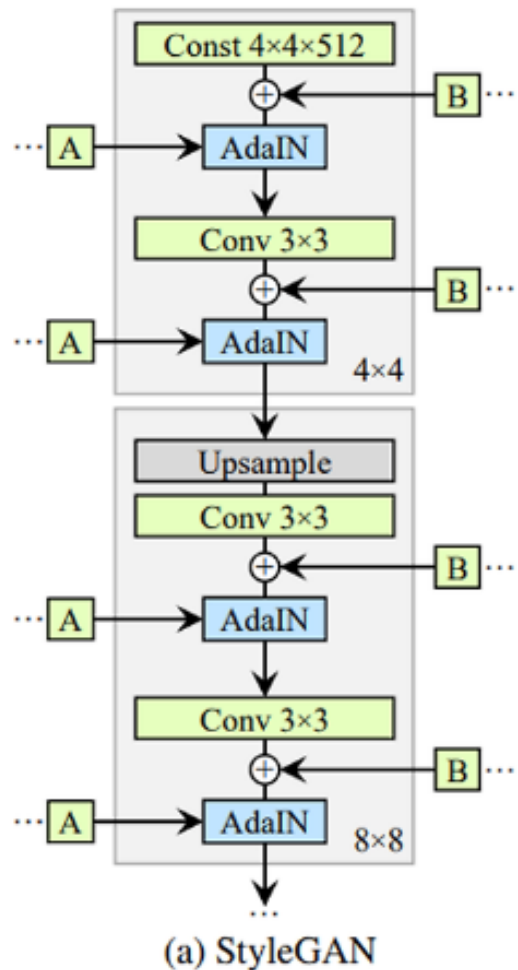 Const 4×4×512
+
B ...
... A
AdaIN
Conv 3×3
+
B ...
... A
AdaIN
4×4
Upsample
Conv 3×3
+
B ...
... A
AdaIN
Conv 3×3
+
B ...
... A
AdaIN
8×8
...
(a) StyleGAN